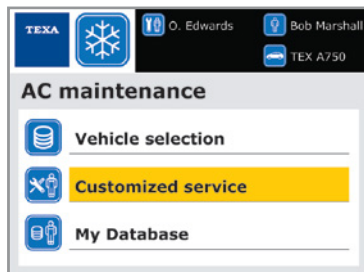 TEXA
O. Edwards
Bob Marshall
TEX A750
AC maintenance
Vehicle selection
Customized service
My Database